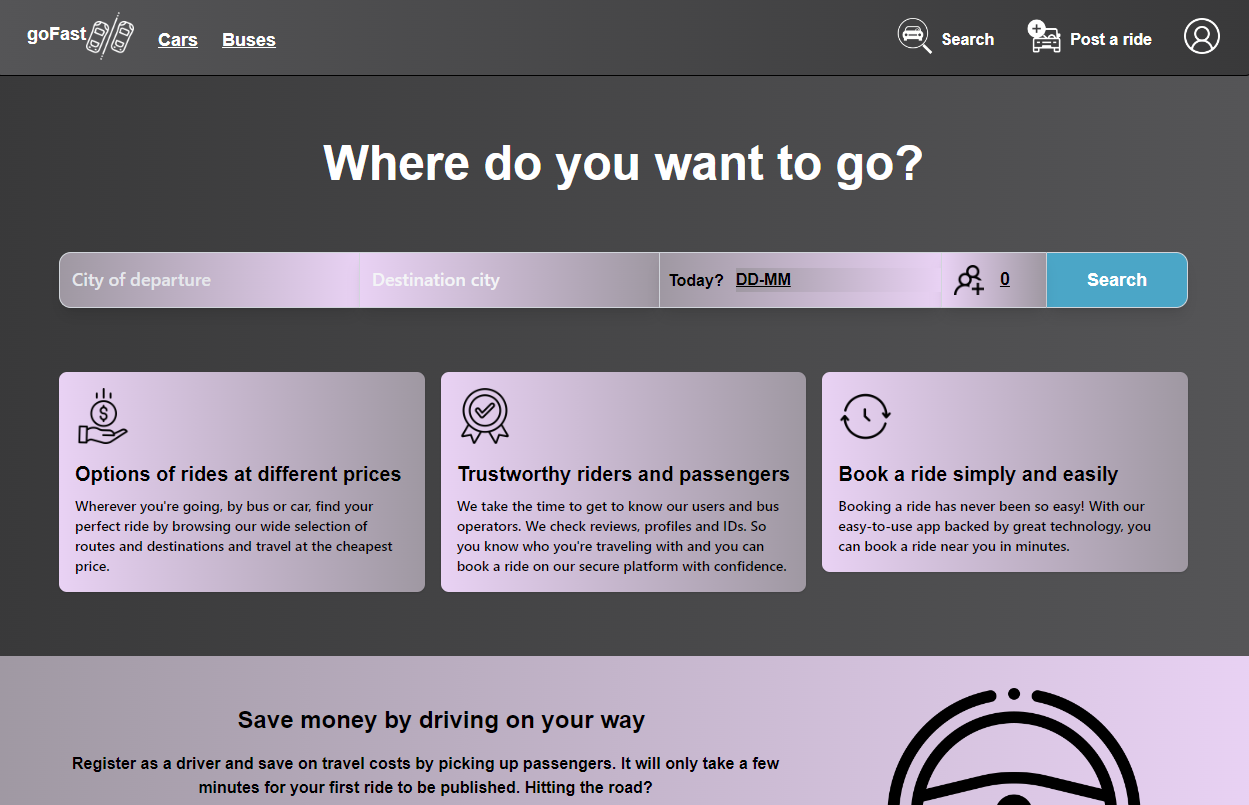 goFast Cars Buses Search Post a ride
Where do you want to go?
City of departure Destination city Today? DD-MM 0 Search
Options of rides at different prices
Wherever you're going, by bus or car, find your
perfect ride by browsing our wide selection of
routes and destinations and travel at the cheapest
price.
Trustworthy riders and passengers
We take the time to get to know our users and bus
operators. We check reviews, profiles and IDs. So
you know who you're traveling with and you can
book a ride on our secure platform with confidence.
Book a ride simply and easily
Booking a ride has never been so easy! With our
easy-to-use app backed by great technology, you
can book a ride near you in minutes.
Save money by driving on your way
Register as a driver and save on travel costs by picking up passengers. It will only take a few
minutes for your first ride to be published. Hitting the road?